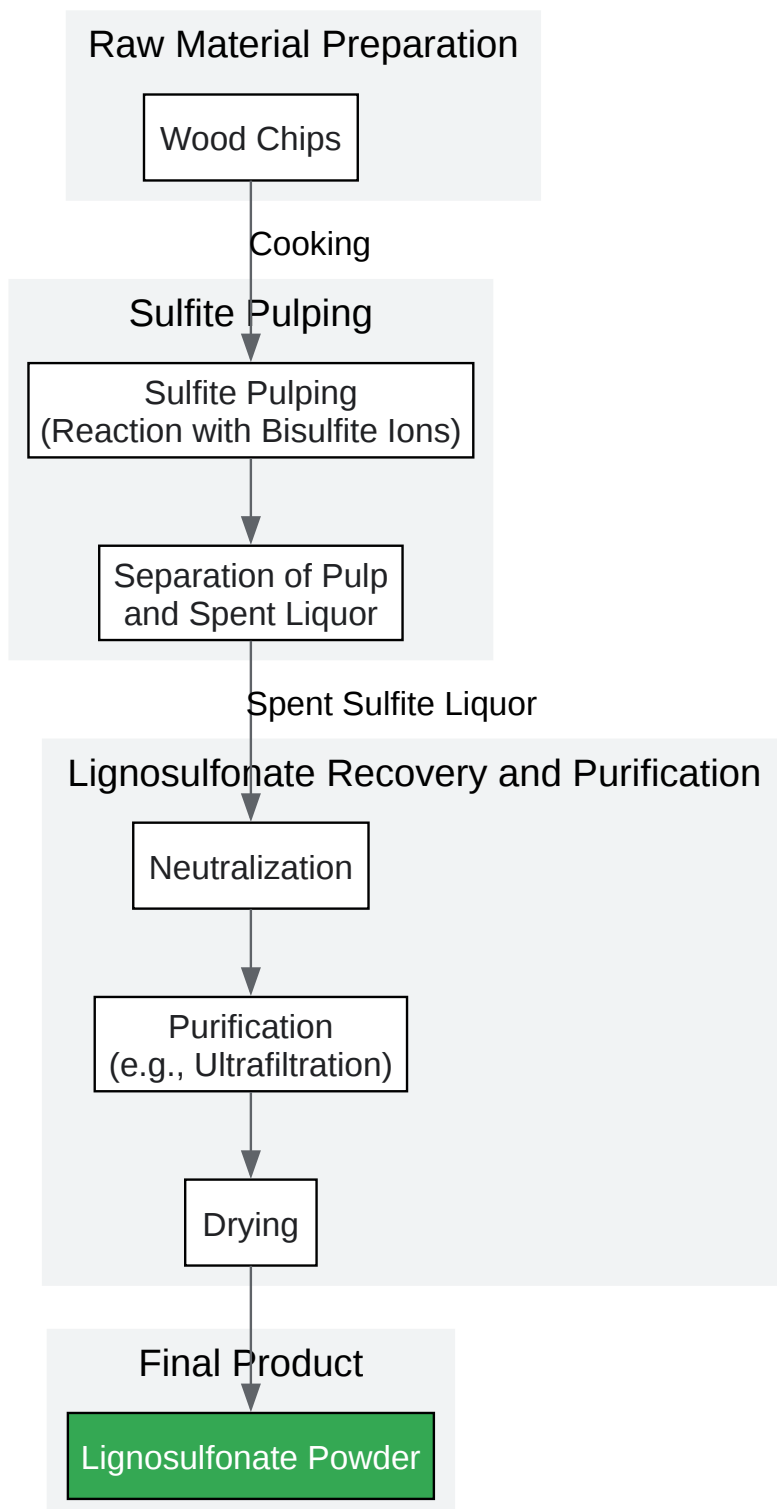 Raw Material Preparation
Wood Chips
Cooking
Sulfite Pulping
Sulfite Pulping
(Reaction with Bisulfite Ions)
Separation of Pulp
and Spent Liquor
Spent Sulfite Liquor
Lignosulfonate Recovery and Purification
Neutralization
Purification
(e.g., Ultrafiltration)
Drying
Final Product
Lignosulfonate Powder